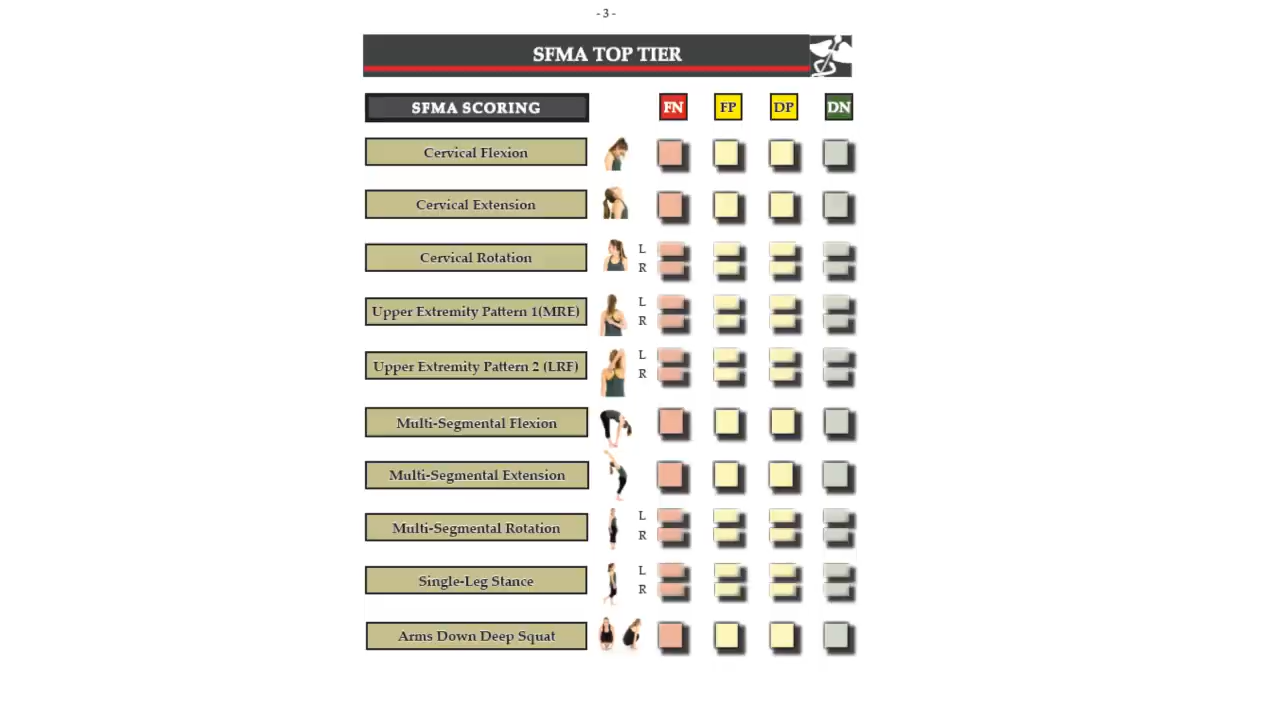 - 3 -
SFMA TOP TIER
SFMA SCORING FN FP DP DN
Cervical Flexion
Cervical Extension
Cervical Rotation L
R
Upper Extremity Pattern 1(MRE) L
R
Upper Extremity Pattern 2 (LRF) L
R
Multi-Segmental Flexion
Multi-Segmental Extension
Multi-Segmental Rotation L
R
Single-Leg Stance L
R
Arms Down Deep Squat